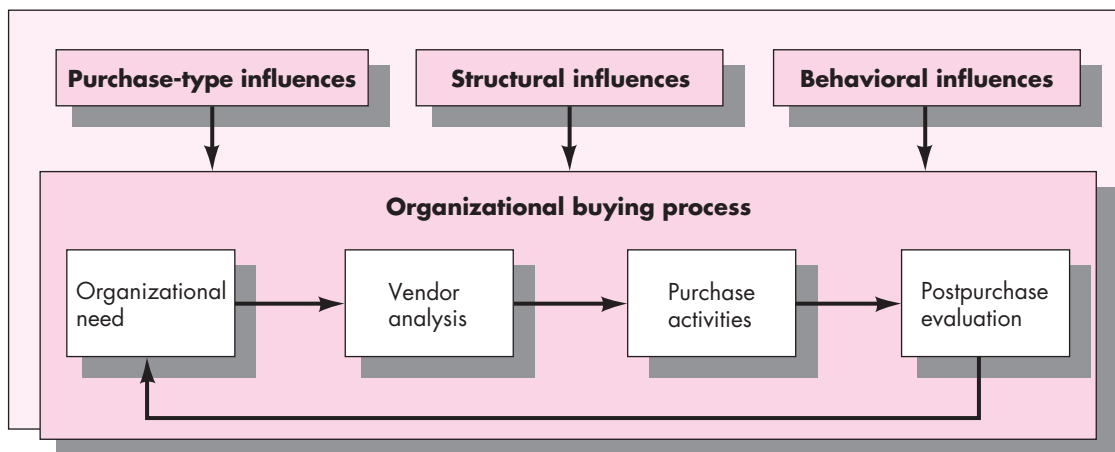 Purchase-type influences
Structural influences
Behavioral influences
Organizational buying process
Organizational
need
Vendor
analysis
Purchase
activities
Postpurchase
evaluation